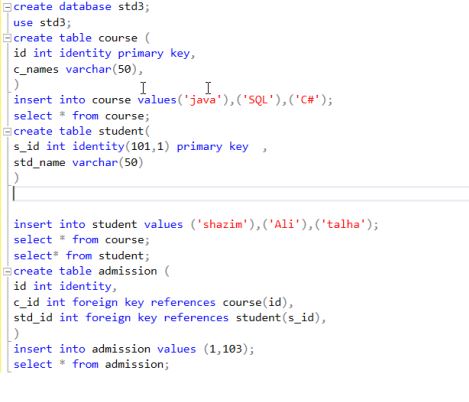 create database std3;
use std3;
create table course (
id int identity primary key,
c_names varchar(50),
)
insert into course values('java'),('SQL'),('C#');
select * from course;
create table student(
s_id int identity(101,1) primary key  ,
std_name varchar(50)
)
insert into student values ('shazim'),('Ali'),('talha');
select * from course;
select* from student;
create table admission (
id int identity,
c_id int foreign key references course(id),
std_id int foreign key references student(s_id),
)
insert into admission values (1,103);
select * from admission;